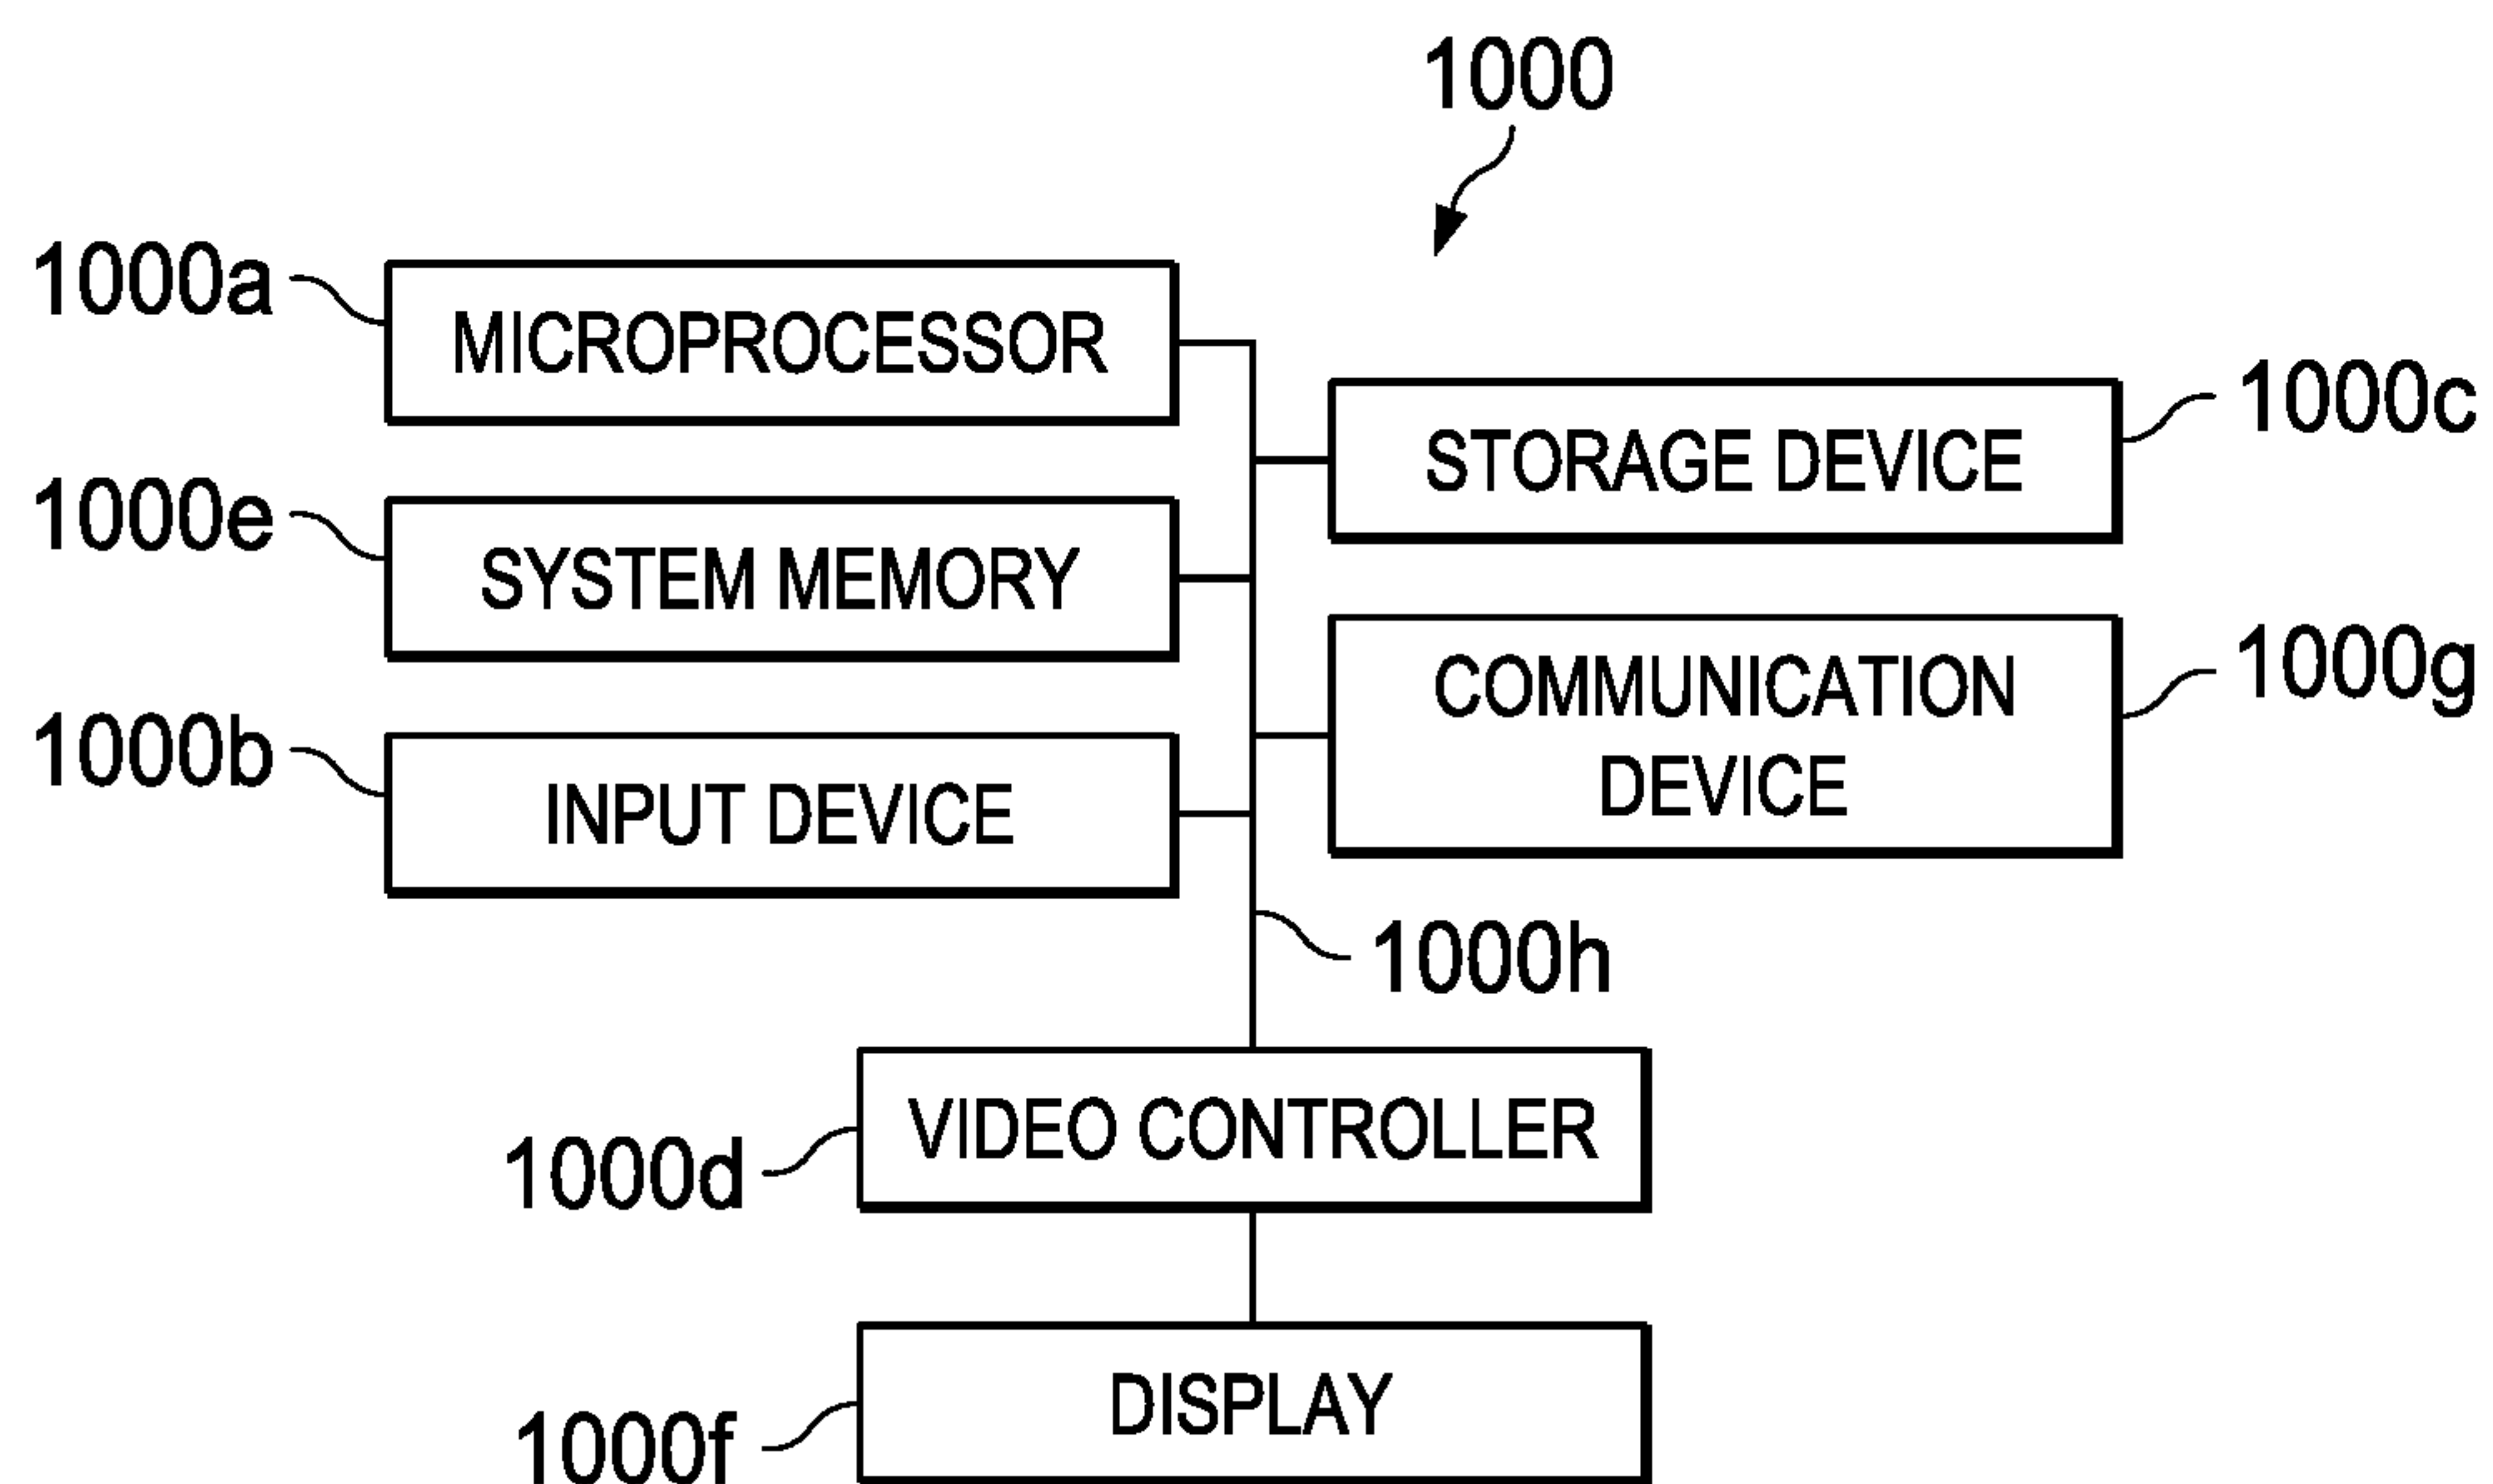 1000
1000a
MICROPROCESSOR
STORAGE DEVICE
1000c
1000e
SYSTEM MEMORY
COMMUNICATION
DEVICE
1000g
1000b
INPUT DEVICE
1000h
VIDEO CONTROLLER
1000d
DISPLAY
1000f